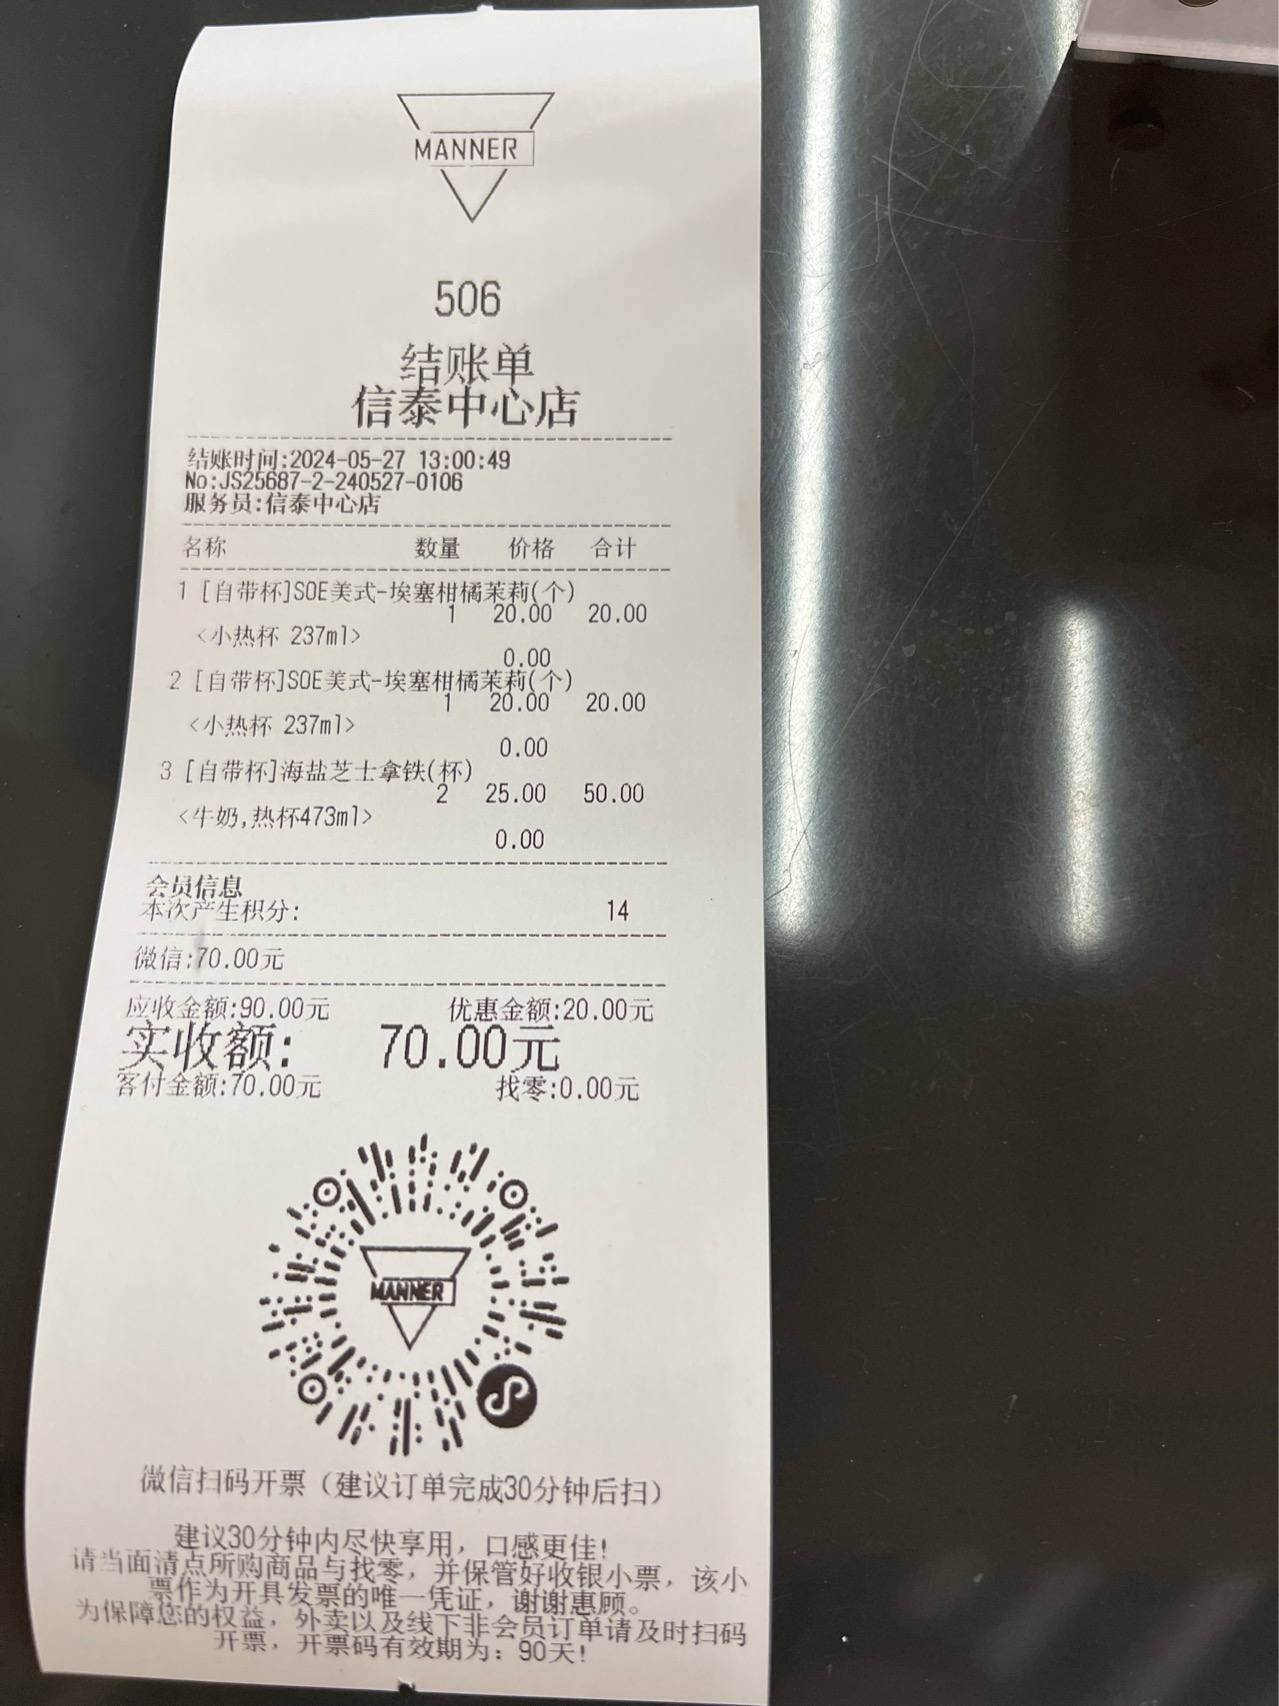 MANNER
506
结账单
信泰中心店
结账时间:2024-05-27 13:00:49
No:JS25687-2-240527-0106
服务员:信泰中心店
名称 数量 价格 合计
1 [自带杯]SOE美式-埃塞柑橘茉莉(个)
1 20.00 20.00
<小热杯 237ml>
0.00
2 [自带杯]SOE美式-埃塞柑橘茉莉(个)
1 20.00 20.00
<小热杯 237ml>
0.00
3 [自带杯]海盐芝士拿铁(杯)
2 25.00 50.00
<牛奶,热杯473ml>
0.00
会员信息
本次产生积分: 14
微信:70.00元
应收金额:90.00元 优惠金额:20.00元
实收额: 70.00元
客付金额:70.00元 找零:0.00元
MANNER
微信扫码开票（建议订单完成30分钟后扫）
建议30分钟内尽快享用，口感更佳!
请当面清点所购商品与找零，并保管好收银小票，该小
票作为开具发票的唯一凭证，谢谢惠顾。
为保障您的权益，外卖以及线下非会员订单请及时扫码
开票，开票码有效期为：90天!